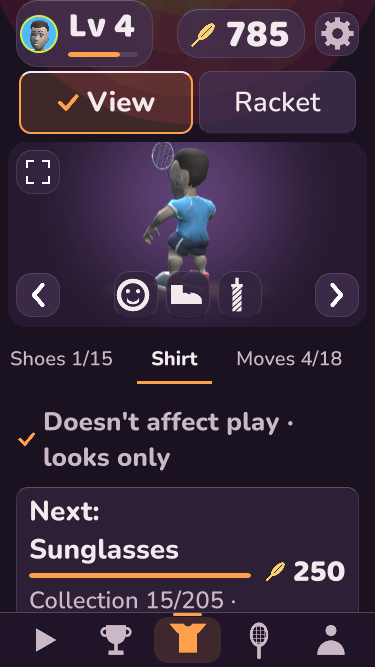 Lv 4
785
View
Racket
Shoes 1/15
Shirt
Moves 4/18
Doesn't affect play ·
looks only
Next:
Sunglasses
250
Collection 15/205 ·